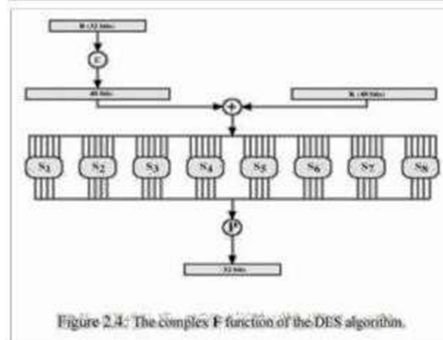 R (32 bits)
E
48 bits
+
K (48 bits)
S1 S2 S3 S4 S5 S6 S7 S8
P
32 bits
Figure 2.4: The complex F function of the DES algorithm.